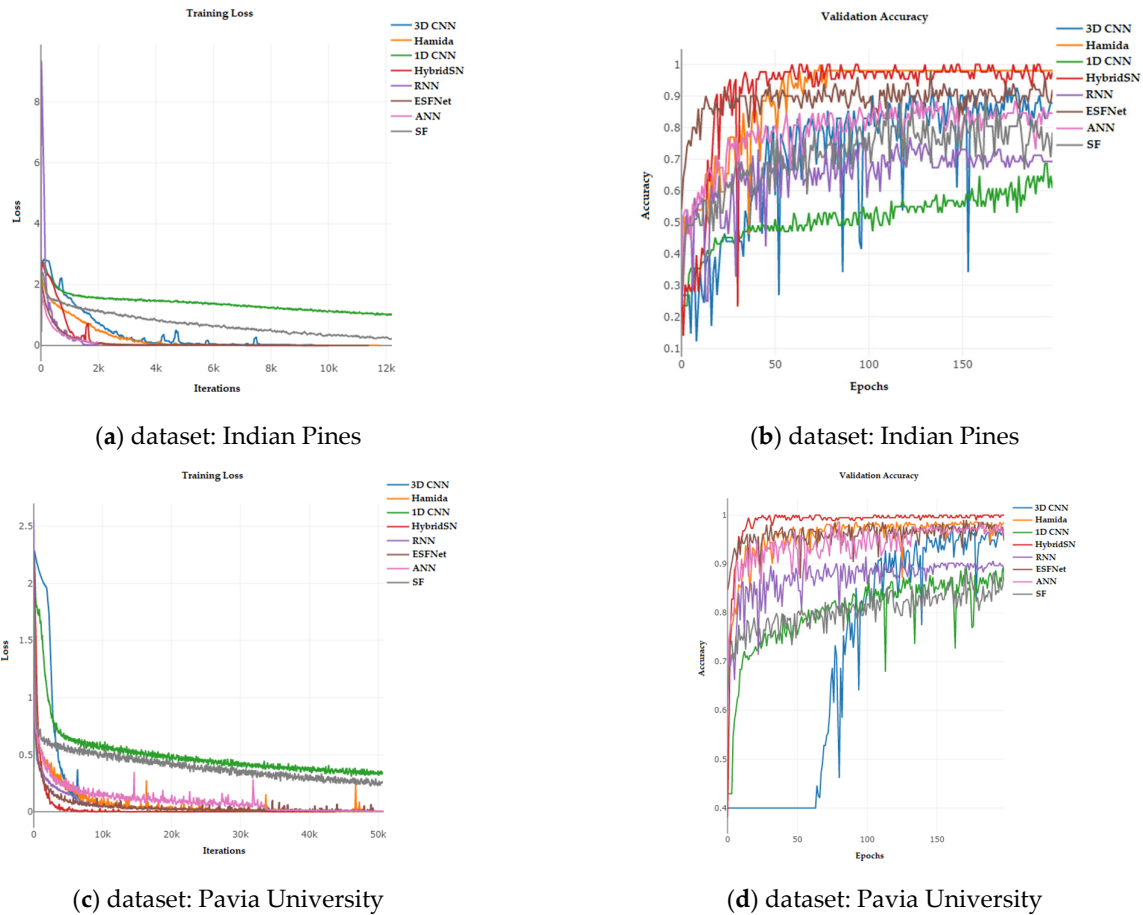 Training Loss
3D CNN
Hamida
1D CNN
HybridSN
RNN
ESFNet
ANN
SF
Loss
8
6
4
2
0
0
2k
4k
6k
8k
10k
12k
Iterations
(a) dataset: Indian Pines
Validation Accuracy
3D CNN
Hamida
1D CNN
HybridSN
RNN
ESFNet
ANN
SF
Accuracy
1
0.9
0.8
0.7
0.6
0.5
0.4
0.3
0.2
0.1
0
50
100
150
Epochs
(b) dataset: Indian Pines
Training Loss
3D CNN
Hamida
1D CNN
HybridSN
RNN
ESFNet
ANN
SF
Loss
2.5
2
1.5
1
0.5
0
0
10k
20k
30k
40k
50k
Iterations
(c) dataset: Pavia University
Validation Accuracy
3D CNN
Hamida
1D CNN
HybridSN
RNN
ESFNet
ANN
SF
Accuracy
1
0.9
0.8
0.7
0.6
0.5
0.4
0
50
100
150
Epochs
(d) dataset: Pavia University